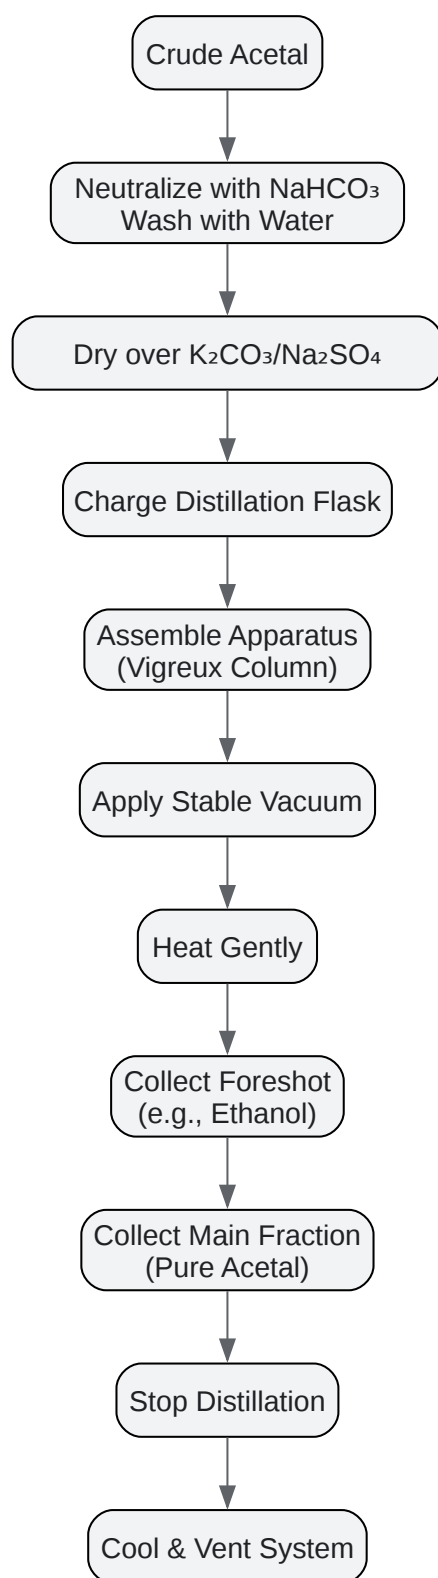 Crude Acetal
Neutralize with NaHCO₃
Wash with Water
Dry over K₂CO₃/Na₂SO₄
Charge Distillation Flask
Assemble Apparatus
(Vigreux Column)
Apply Stable Vacuum
Heat Gently
Collect Foreshot
(e.g., Ethanol)
Collect Main Fraction
(Pure Acetal)
Stop Distillation
Cool & Vent System